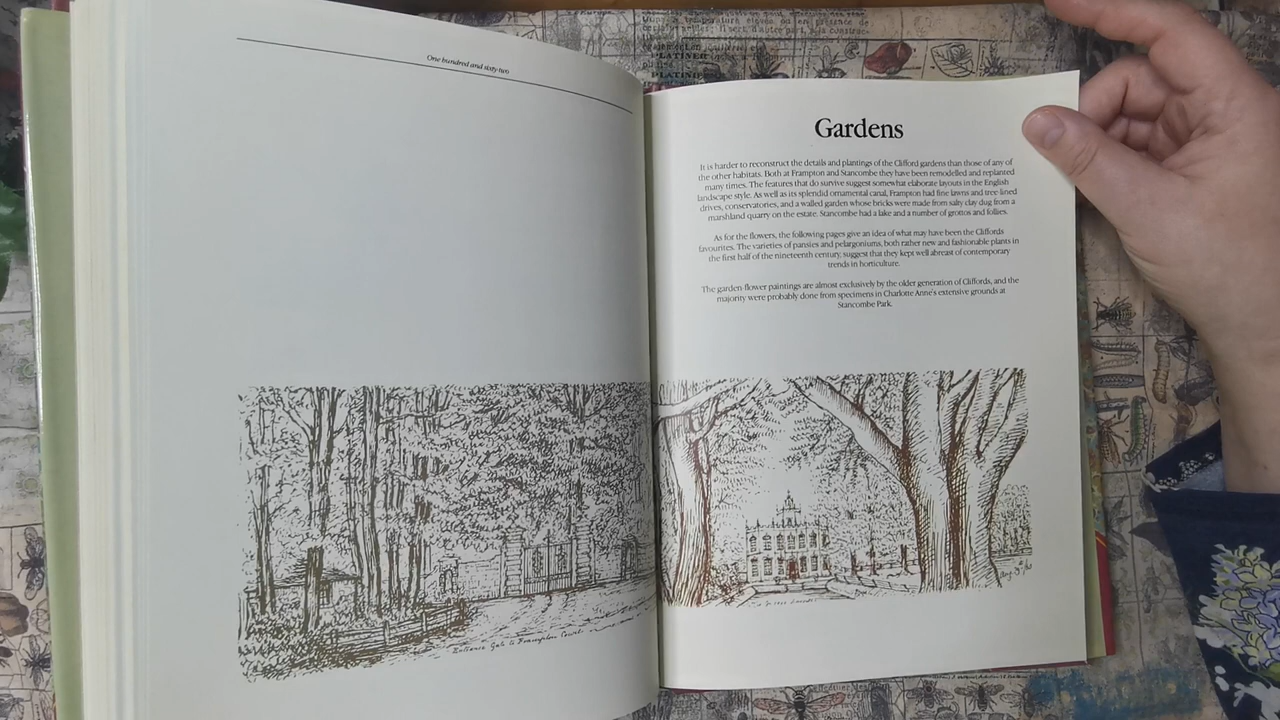 One hundred and sixty two
PLATINER
PLATINE
Gardens
It is harder to reconstruct the details and plantings of the Clifford gardens than those of any of
the other habitats. Both at Frampton and Stancombe they have been remodelled and replanted
many times. The features that do survive suggest somewhat elaborate layouts in the English
landscape style. As well as its splendid ornamental canal, Frampton had fine lawns and tree-lined
drives, conservatories, and a walled garden whose bricks were made from salty clay dug from a
marshland quarry on the estate. Stancombe had a lake and a number of grottos and follies.
As for the flowers, the following pages give an idea of what may have been the Cliffords
favourites. The varieties of pansies and pelargoniums, both rather new and fashionable plants in
the first half of the nineteenth century, suggest that they kept well abreast of contemporary
trends in horticulture.
The garden-flower paintings are almost exclusively by the older generation of Cliffords, and the
majority were probably done from specimens in Charlotte Anne's extensive grounds at
Stancombe Park.
Entrance Gate to Frampton Court